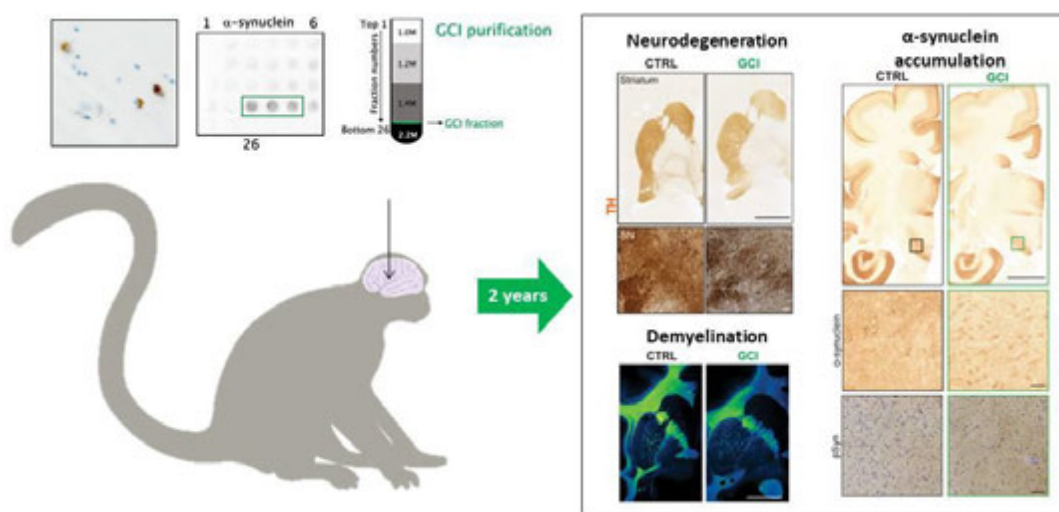 1 α-synuclein 6
26
Top 1
Fraction numbers
Bottom 26
1.0M
1.2M
1.4M
2.2M
GCI purification
GCI fraction
2 years
Neurodegeneration
CTRL GCI
Striatum
TH
SN
Demyelination
CTRL GCI
α-synuclein
accumulation
CTRL GCI
α-synuclein
pSyn